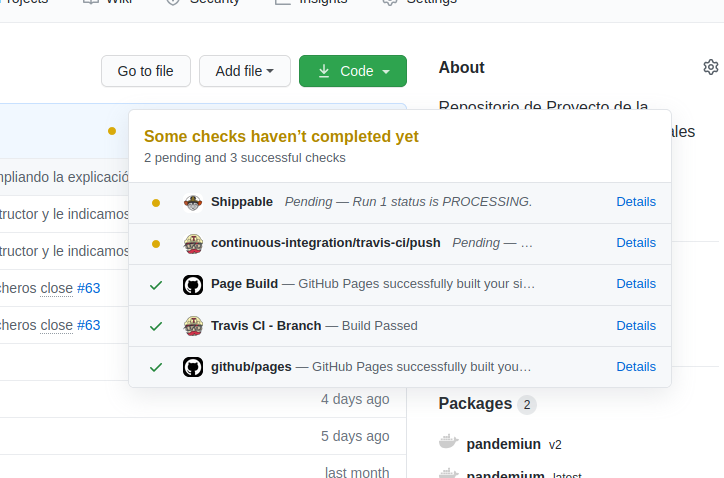 Wiki
Security
Insights
Settings
Go to file
Add file
Code
About
Repositorio de Proyecto de la
ales
Some checks haven’t completed yet
2 pending and 3 successful checks
Shippable Pending — Run 1 status is PROCESSING. Details
continuous-integration/travis-ci/push Pending — … Details
Page Build — GitHub Pages successfully built your si… Details
Travis CI - Branch — Build Passed Details
github/pages — GitHub Pages successfully built you… Details
mpliando la explicació
tructor y le indicamos
tructor y le indicamos
cheros close #63
cheros close #63
4 days ago
5 days ago
last month
Packages 2
pandemiun v2
pandemium latest